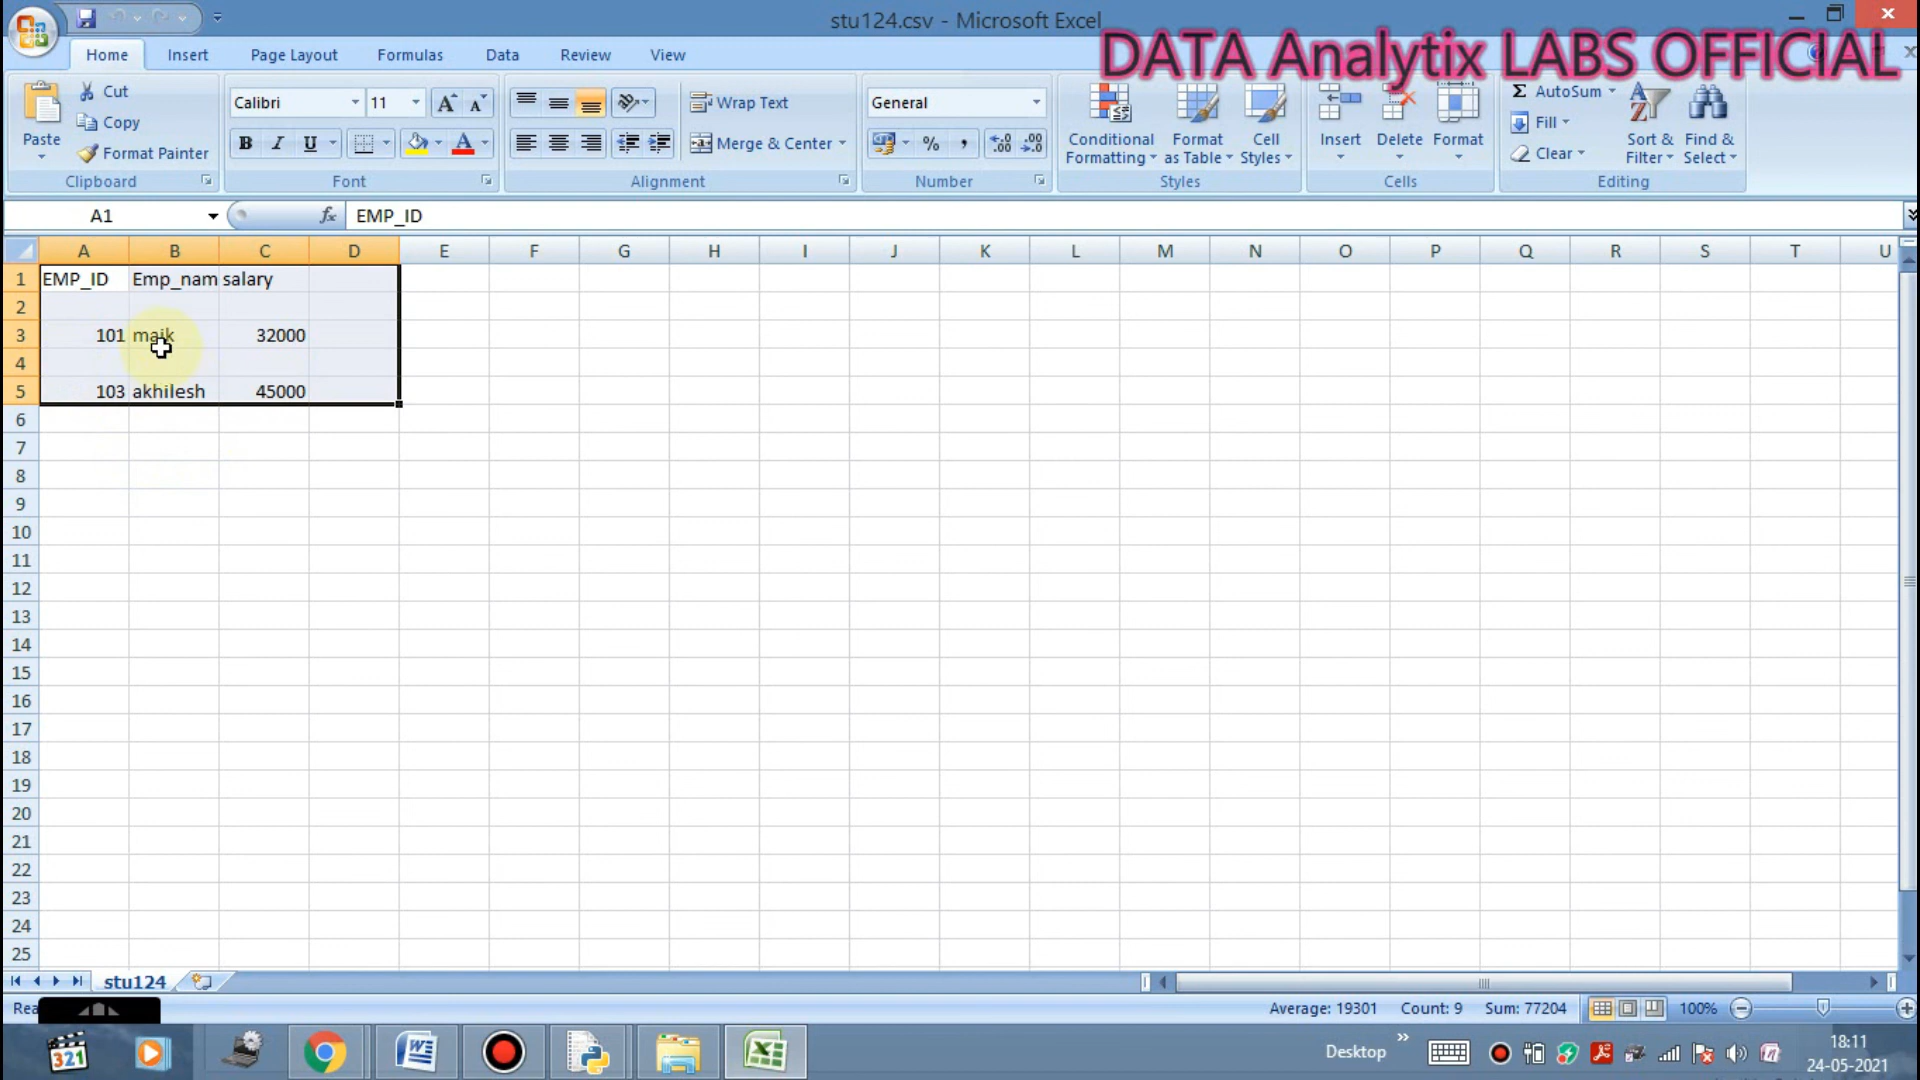 stu124.csv - Microsoft Excel
DATA Analytix LABS OFFICIAL
Home Insert Page Layout Formulas Data Review View
Cut
Copy
Format Painter
Paste
Clipboard
Calibri 11
B I U
Font
Wrap Text
Merge & Center
Alignment
General
% , .00
Number
Conditional Formatting
Format as Table
Cell Styles
Styles
Insert Delete Format
Cells
Σ AutoSum
Fill
Clear
Sort & Filter
Find & Select
Editing
A1 fx EMP_ID
A B C D E F G H I J K L M N O P Q R S T U
1 EMP_ID Emp_nam salary
2
3 101 32000
4
5 103 akhilesh 45000
6
7
8
9
10
11
12
13
14
15
16
17
18
19
20
21
22
23
24
25
stu124
Rea Average: 19301 Count: 9 Sum: 77204 100%
321
Desktop
18:11
24-05-2021